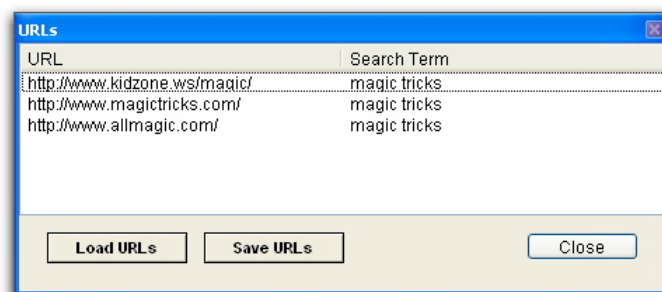 URLs
URL Search Term
http://www.kidzone.ws/magic/ magic tricks
http://www.magictricks.com/ magic tricks
http://www.allmagic.com/ magic tricks
Load URLs Save URLs Close